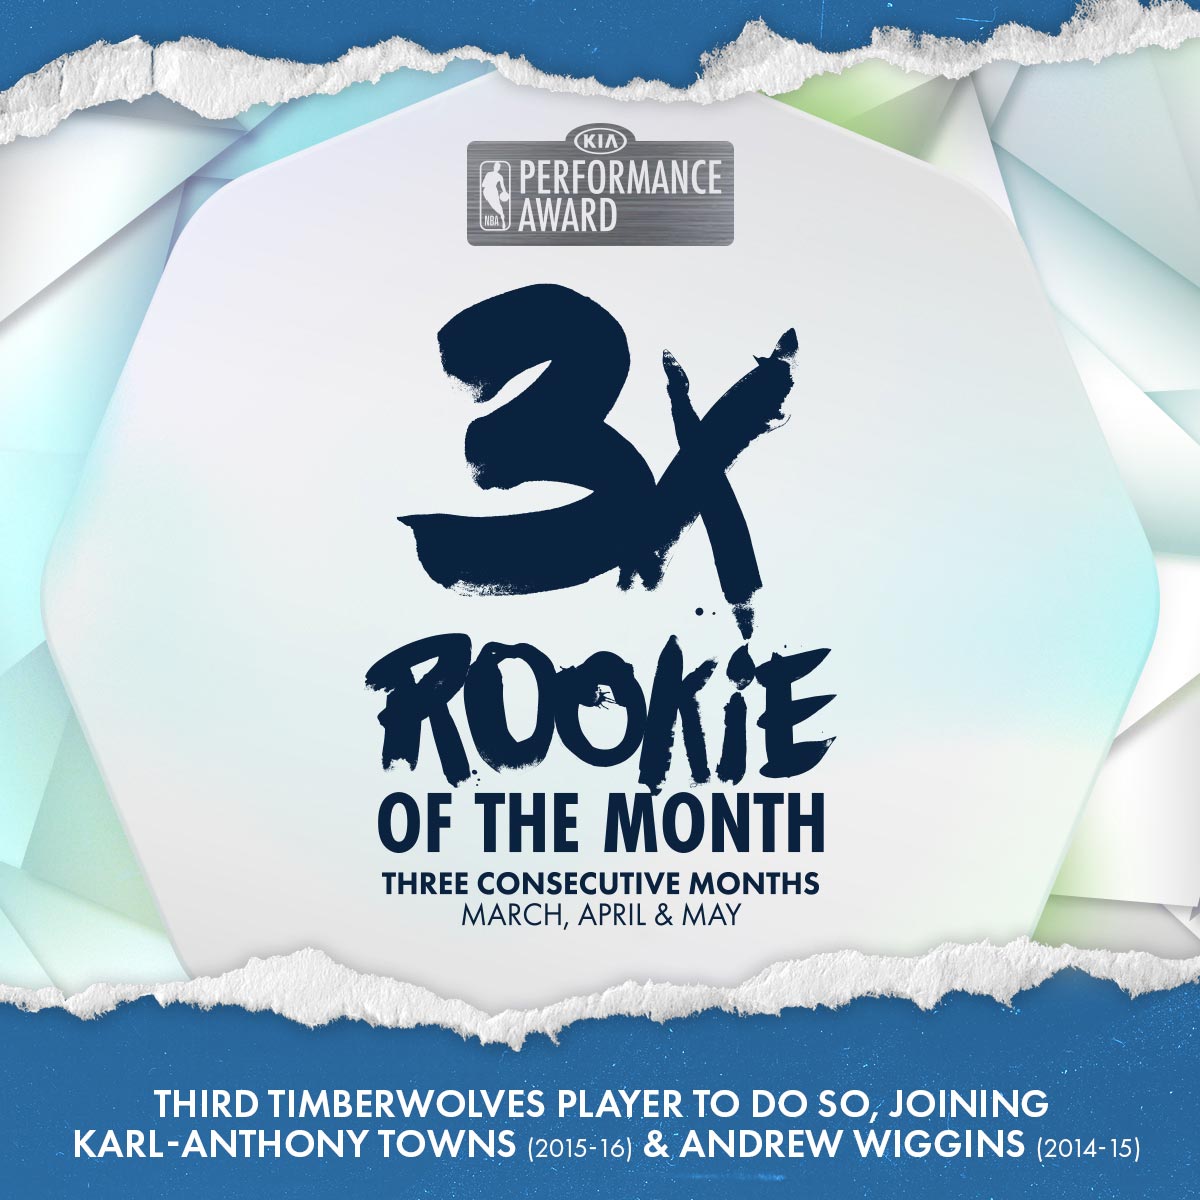 KIA
NBA
PERFORMANCE
AWARD
3X
ROOKIE
OF THE MONTH
THREE CONSECUTIVE MONTHS
MARCH, APRIL & MAY
THIRD TIMBERWOLVES PLAYER TO DO SO, JOINING
KARL-ANTHONY TOWNS (2015-16) & ANDREW WIGGINS (2014-15)